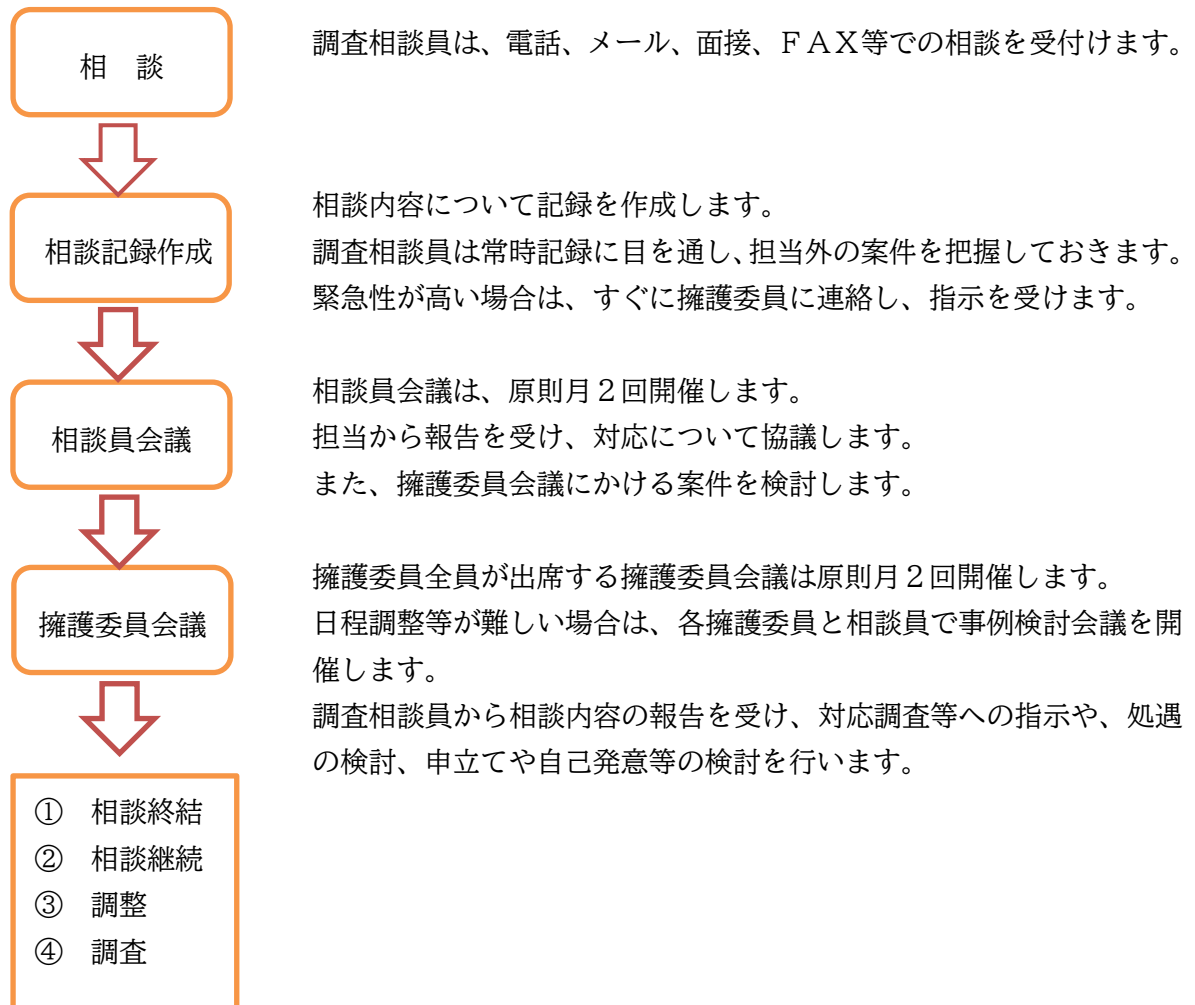 相　談
調査相談員は、電話、メール、面接、ＦＡＸ等での相談を受付けます。
相談記録作成
相談内容について記録を作成します。
調査相談員は常時記録に目を通し、担当外の案件を把握しておきます。
緊急性が高い場合は、すぐに擁護委員に連絡し、指示を受けます。
相談員会議
相談員会議は、原則月２回開催します。
担当から報告を受け、対応について協議します。
また、擁護委員会議にかける案件を検討します。
擁護委員会議
擁護委員全員が出席する擁護委員会議は原則月２回開催します。
日程調整等が難しい場合は、各擁護委員と相談員で事例検討会議を開
催します。
調査相談員から相談内容の報告を受け、対応調査等への指示や、処遇
の検討、申立てや自己発意等の検討を行います。
①　相談終結
②　相談継続
③　調整
④　調査